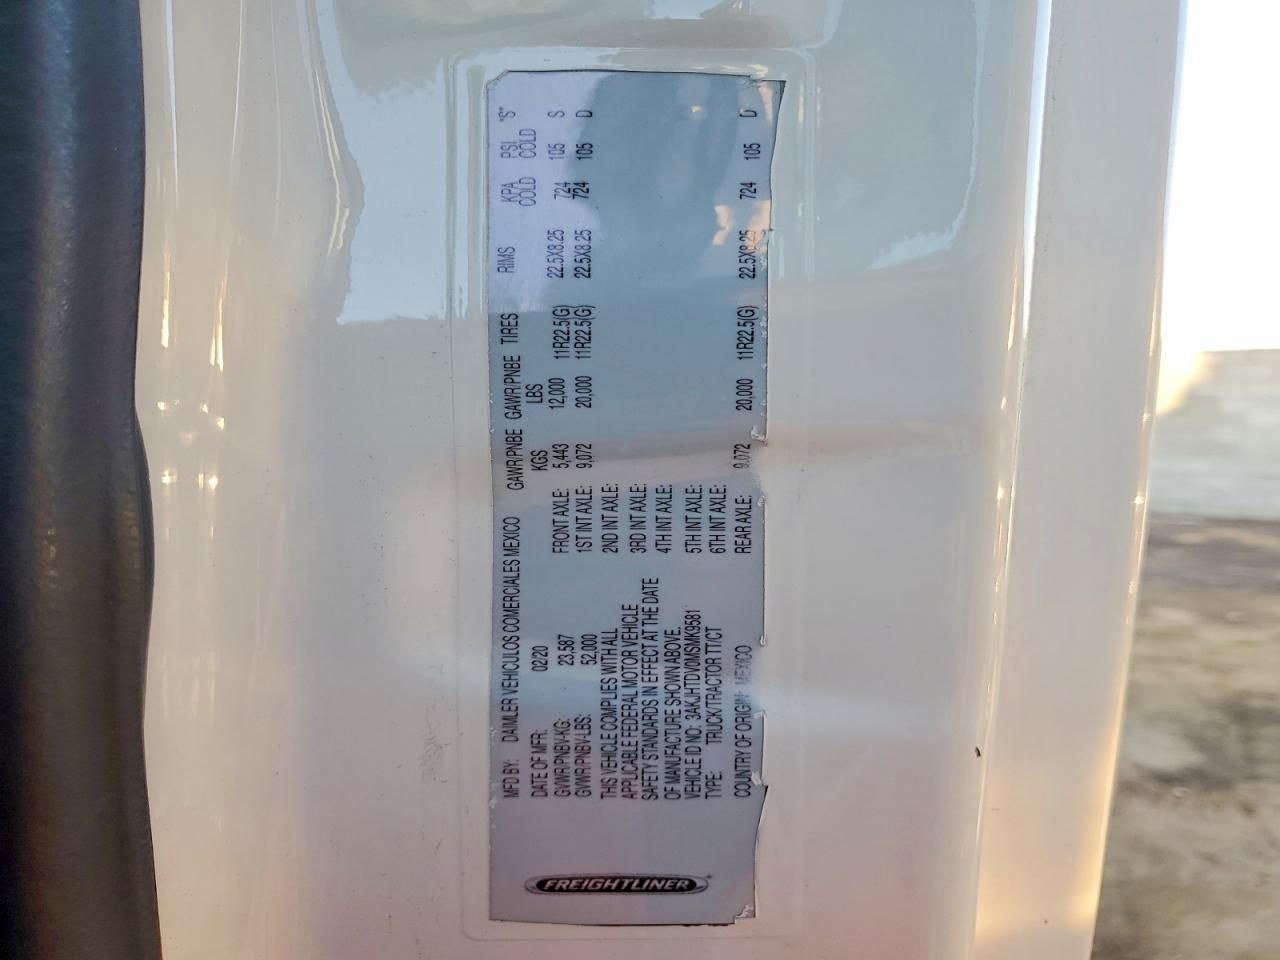 FREIGHTLINER
MFD BY: DAIMLER VEHICULOS COMERCIALES MEXICO
DATE OF MFR: 02/20
GVWR/PNBV-KG: 23,587
GVWR/PNBV-LBS: 52,000
THIS VEHICLE COMPLIES WITH ALL
APPLICABLE FEDERAL MOTOR VEHICLE
SAFETY STANDARDS IN EFFECT AT THE DATE
OF MANUFACTURE SHOWN ABOVE.
VEHICLE ID NO: 3AKJHTDV0MSMK9581
TYPE: TRUCK/TRACTOR TT/CT
COUNTRY OF ORIGIN: MEXICO
GAWR/PNBE GAWR/PNBE TIRES RIMS KPA PSI "S"
KGS LBS COLD COLD
FRONT AXLE: 5,443 12,000 11R22.5(G) 22.5X8.25 724 105 S
1ST INT AXLE: 9,072 20,000 11R22.5(G) 22.5X8.25 724 105 D
2ND INT AXLE:
3RD INT AXLE:
4TH INT AXLE:
5TH INT AXLE:
6TH INT AXLE:
REAR AXLE: 9,072 20,000 11R22.5(G) 22.5X8.25 724 105 D